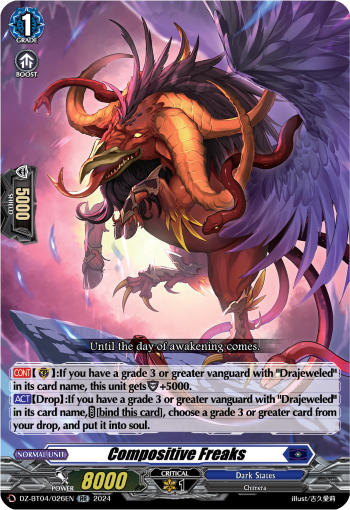 1
GRADE
BOOST
5000
SHIELD
Until the day of awakening comes.
CONT【 】:If you have a grade 3 or greater vanguard with "Drajeweled"
in its card name, this unit gets +5000.
ACT【Drop】:If you have a grade 3 or greater vanguard with "Drajeweled"
in its card name, [bind this card], choose a grade 3 or greater card from
your drop, and put it into soul.
NORMAL UNIT
Compositive Freaks
POWER
8000
CRITICAL
1
Dark States
Chimera
DZ-BT04/026EN RR 2024
illust/古久愛莉